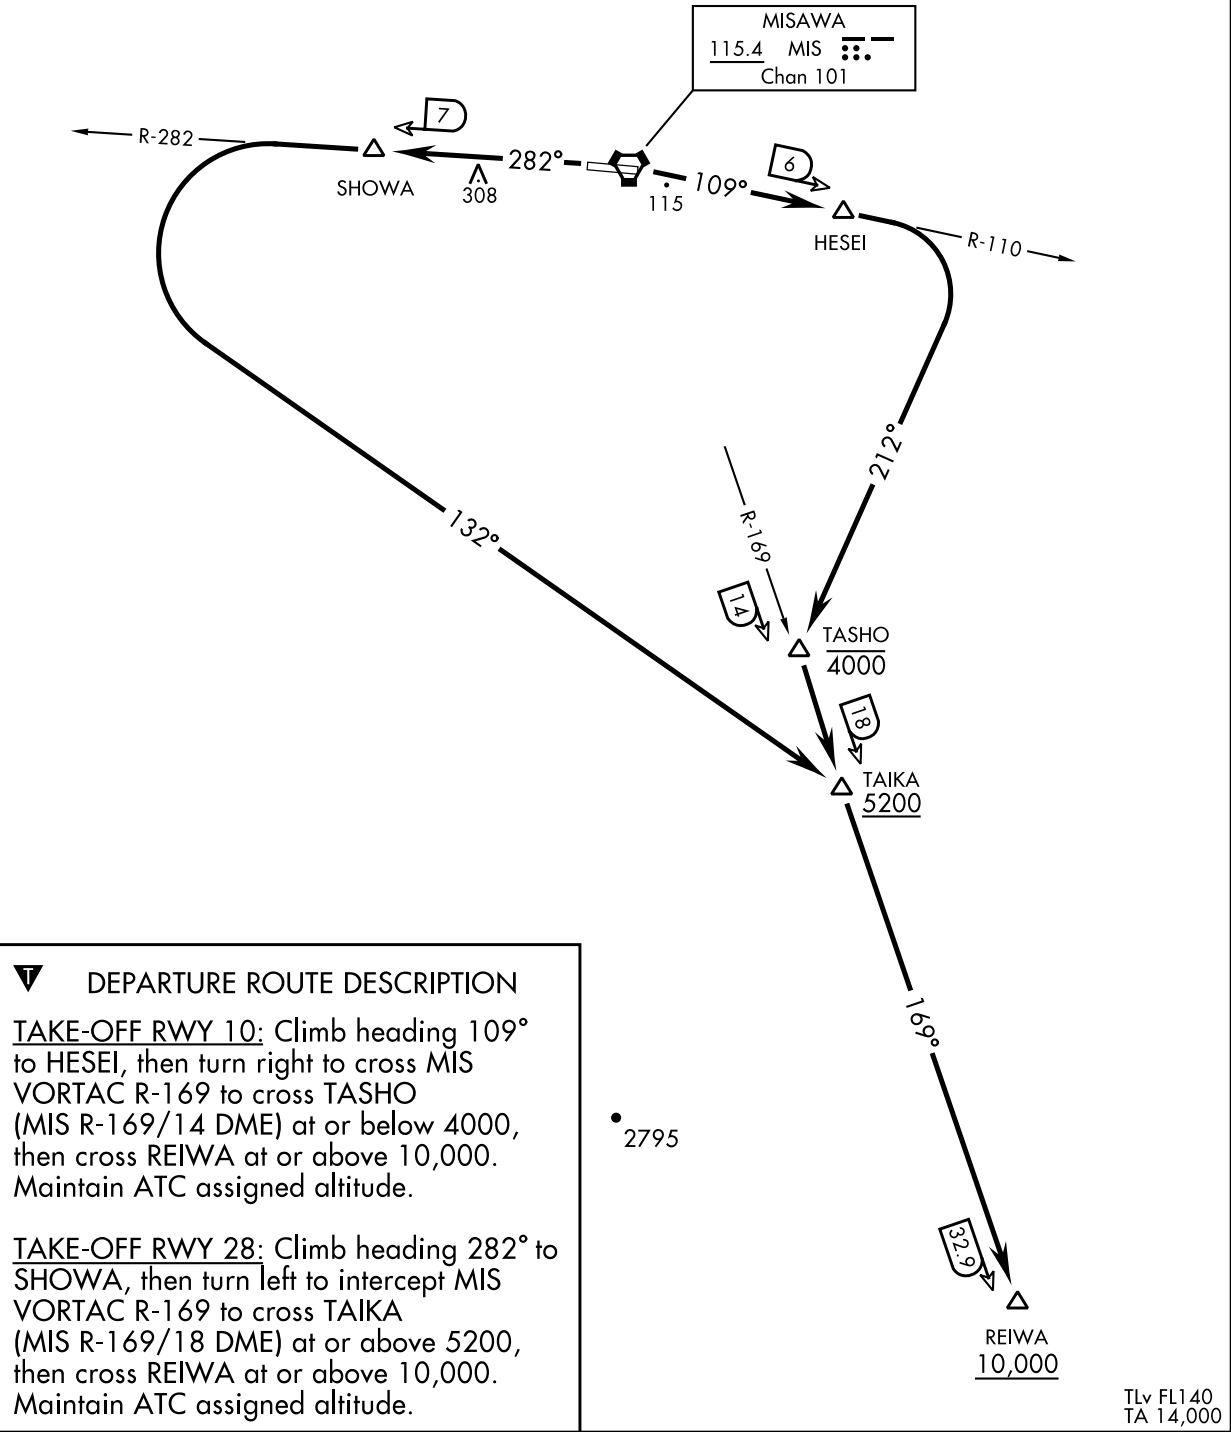 MISAWA
115.4 MIS
Chan 101
7
R-282
282°
SHOWA
308
6
109°
115
HESEI
R-110
212°
R-169
132°
14
TASHO
4000
18
TAIKA
5200
169°
2795
32.9
REIWA
10,000
T DEPARTURE ROUTE DESCRIPTION
TAKE-OFF RWY 10: Climb heading 109°
to HESEI, then turn right to cross MIS
VORTAC R-169 to cross TASHO
(MIS R-169/14 DME) at or below 4000,
then cross REIWA at or above 10,000.
Maintain ATC assigned altitude.
TAKE-OFF RWY 28: Climb heading 282° to
SHOWA, then turn left to intercept MIS
VORTAC R-169 to cross TAIKA
(MIS R-169/18 DME) at or above 5200,
then cross REIWA at or above 10,000.
Maintain ATC assigned altitude.
TLv FL140
TA 14,000